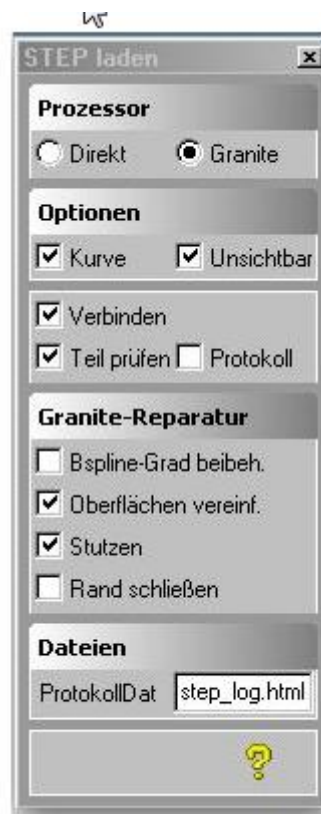 STEP laden
Prozessor
Direkt Granite
Optionen
Kurve Unsichtbar
Verbinden
Teil prüfen Protokoll
Granite-Reparatur
Bspline-Grad beibeh.
Oberflächen vereinf.
Stutzen
Rand schließen
Dateien
ProtokollDat step_log.html
?